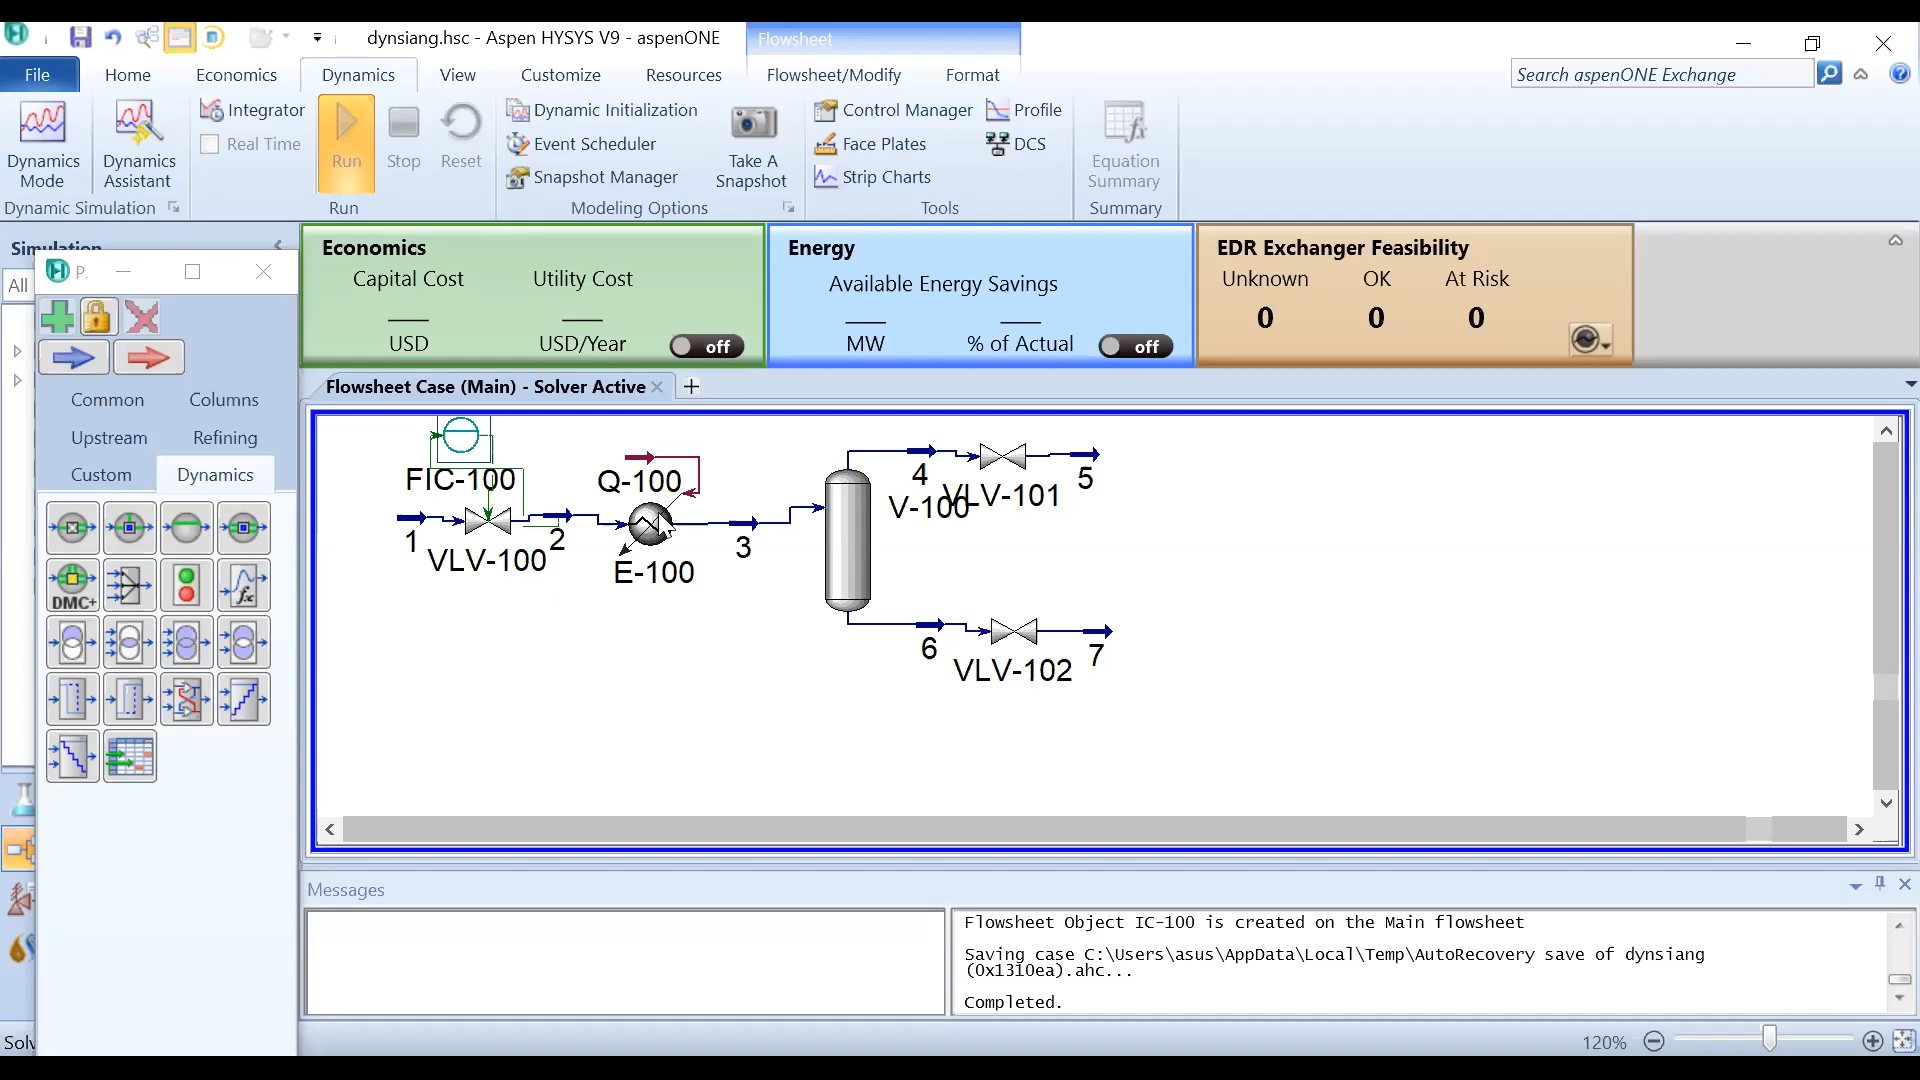 dynsiang.hsc - Aspen HYSYS V9 - aspenONE
Flowsheet
File
Home
Economics
Dynamics
View
Customize
Resources
Flowsheet/Modify
Format
Search aspenONE Exchange
Dynamics
Mode
Dynamics
Assistant
Integrator
Real Time
Run
Stop
Reset
Dynamic Initialization
Event Scheduler
Snapshot Manager
Take A
Snapshot
Control Manager
Face Plates
Strip Charts
Profile
DCS
Equation
Summary
Dynamic Simulation
Run
Modeling Options
Tools
Summary
Economics
Capital Cost
Utility Cost
USD
USD/Year
off
Energy
Available Energy Savings
MW
% of Actual
off
EDR Exchanger Feasibility
Unknown
OK
At Risk
0
0
0
All
P.
Common
Columns
Upstream
Refining
Custom
Dynamics
DMC+
Flowsheet Case (Main) - Solver Active
FIC-100
Q-100
1
VLV-100
2
E-100
3
V-100
4
VLV-101
5
6
VLV-102
7
Messages
Flowsheet Object IC-100 is created on the Main flowsheet
Saving case C:\Users\asus\AppData\Local\Temp\AutoRecovery save of dynsiang
(0x1310ea).ahc...
Completed.
Solv
120%